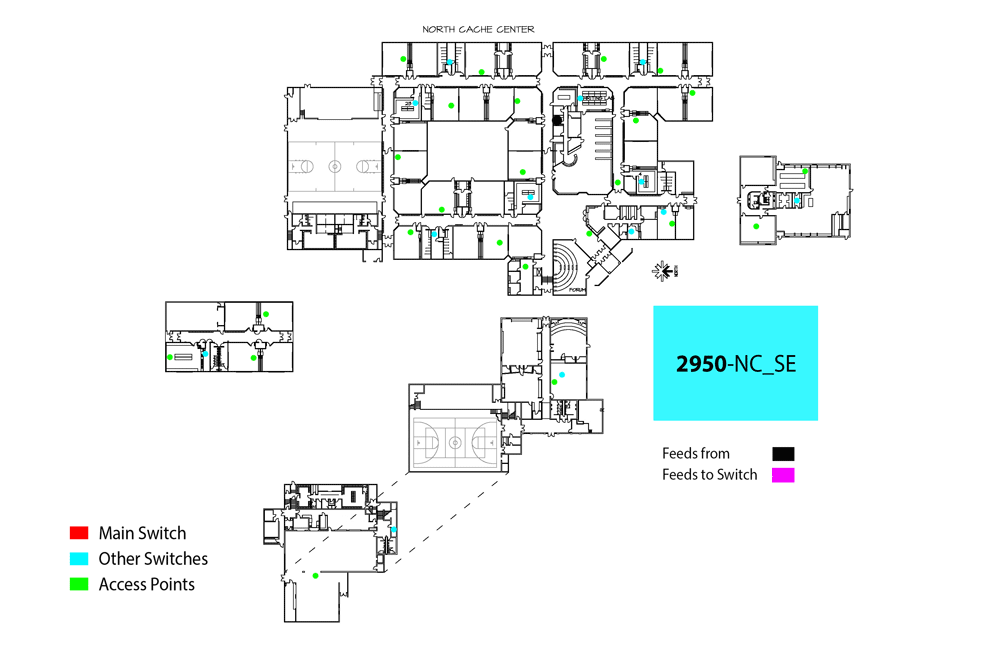 NORTH CACHE CENTER
NORTH
FORUM
2950-NC_SE
Feeds from
Feeds to Switch
Main Switch
Other Switches
Access Points